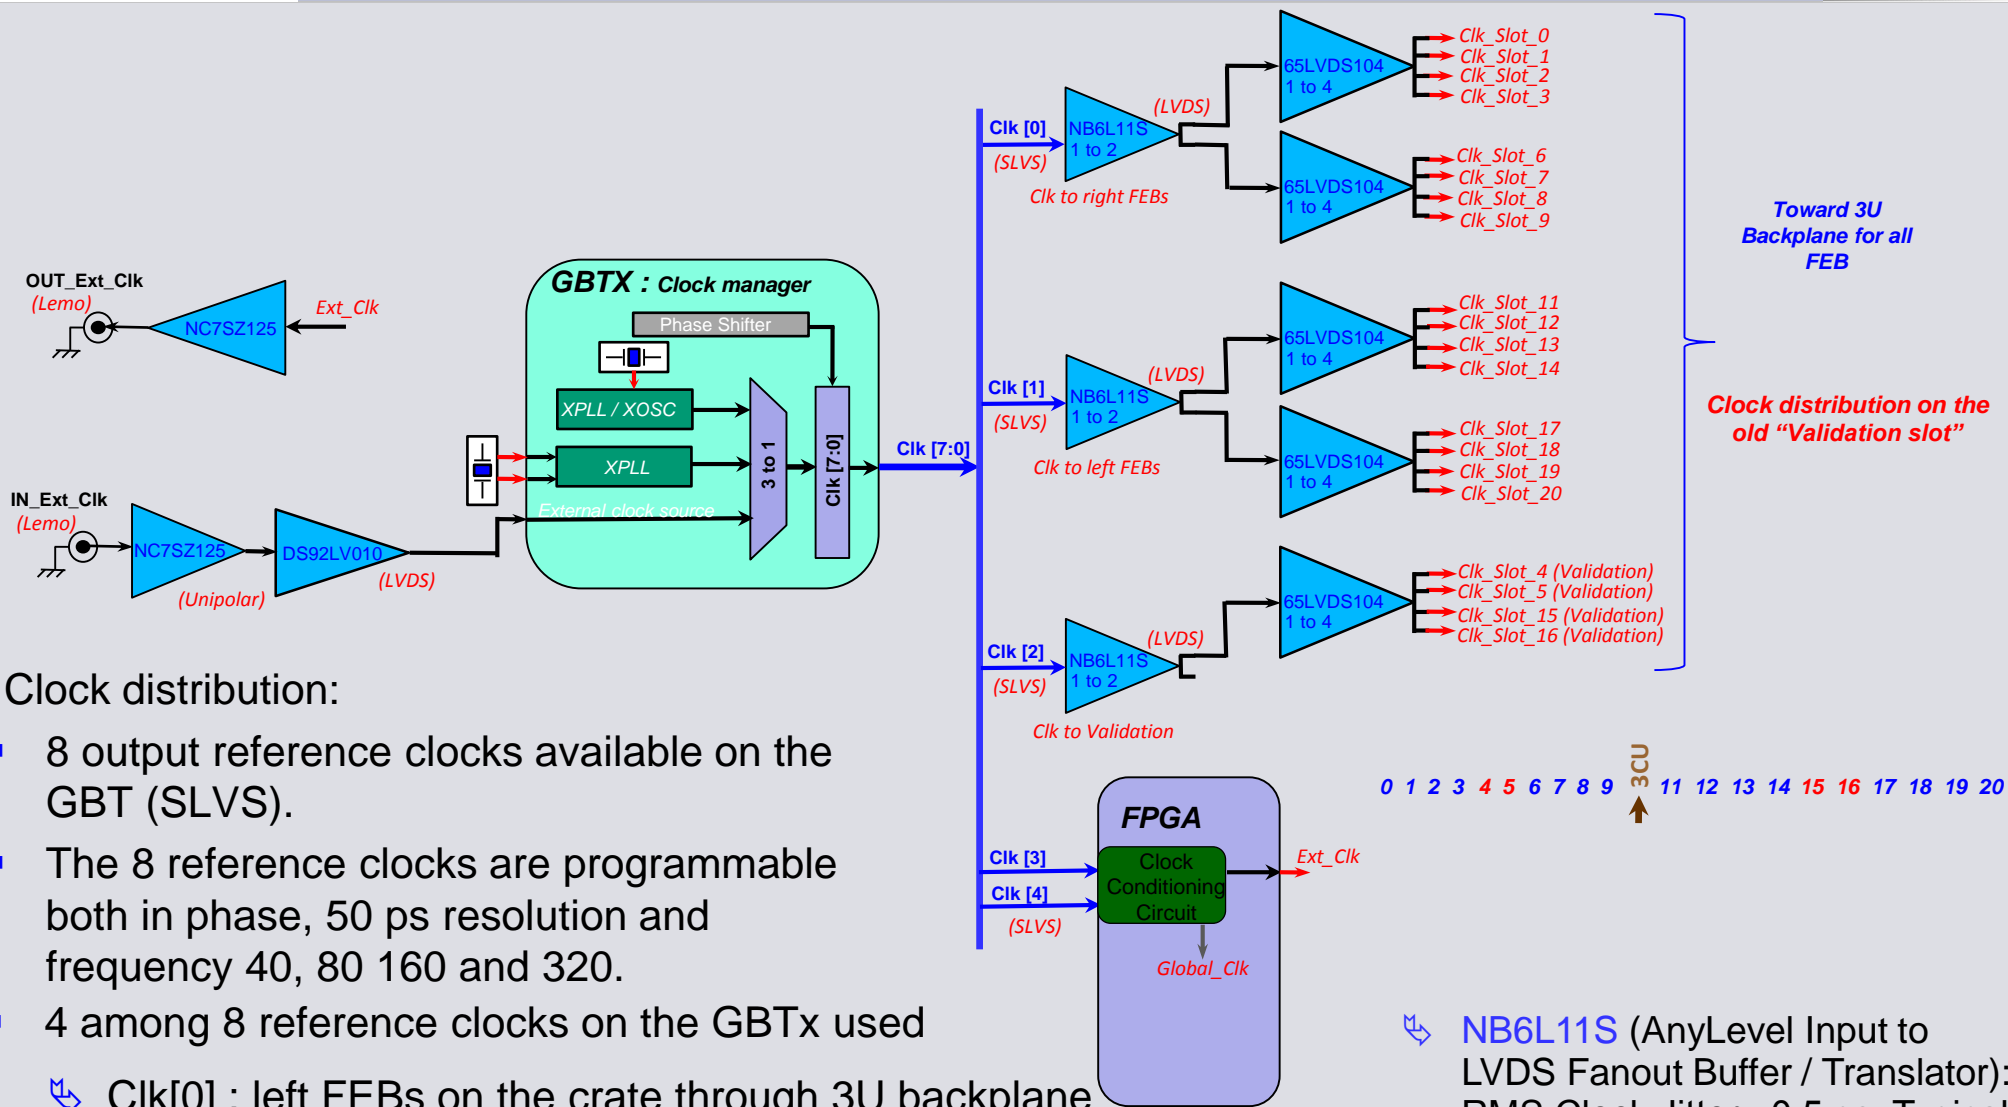 OUT_Ext_Clk
(Lemo)
NC7SZ125
Ext_Clk
IN_Ext_Clk
(Lemo)
NC7SZ125
(Unipolar)
DS92LV010
(LVDS)
GBTX : Clock manager
Phase Shifter
XPLL / XOSC
XPLL
External clock source
3 to 1
Clk [7:0]
Clk [7:0]
Clk [0]
(SLVS)
NB6L11S
1 to 2
(LVDS)
Clk to right FEBs
65LVDS104
1 to 4
Clk_Slot_0
Clk_Slot_1
Clk_Slot_2
Clk_Slot_3
65LVDS104
1 to 4
Clk_Slot_6
Clk_Slot_7
Clk_Slot_8
Clk_Slot_9
Clk [1]
(SLVS)
NB6L11S
1 to 2
(LVDS)
Clk to left FEBs
65LVDS104
1 to 4
Clk_Slot_11
Clk_Slot_12
Clk_Slot_13
Clk_Slot_14
65LVDS104
1 to 4
Clk_Slot_17
Clk_Slot_18
Clk_Slot_19
Clk_Slot_20
Clk [2]
(SLVS)
NB6L11S
1 to 2
(LVDS)
Clk to Validation
65LVDS104
1 to 4
Clk_Slot_4 (Validation)
Clk_Slot_5 (Validation)
Clk_Slot_15 (Validation)
Clk_Slot_16 (Validation)
Toward 3U
Backplane for all
FEB
Clock distribution on the
old “Validation slot”
0 1 2 3 4 5 6 7 8 9 3CU 11 12 13 14 15 16 17 18 19 20
Clk [3]
Clk [4]
(SLVS)
FPGA
Clock
Conditioning
Circuit
Ext_Clk
Global_Clk
Clock distribution:
8 output reference clocks available on the
GBT (SLVS).
The 8 reference clocks are programmable
both in phase, 50 ps resolution and
frequency 40, 80 160 and 320.
4 among 8 reference clocks on the GBTx used
Clk[0] : left FEBs on the crate through 3U backplane
NB6L11S (AnyLevel Input to
LVDS Fanout Buffer / Translator):